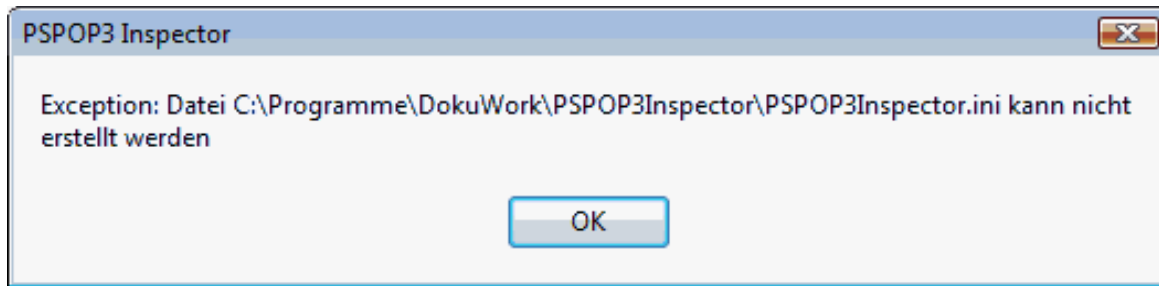 PSPOP3 Inspector
Exception: Datei C:\Programme\DokuWork\PSPOP3Inspector\PSPOP3Inspector.ini kann nicht
erstellt werden
OK